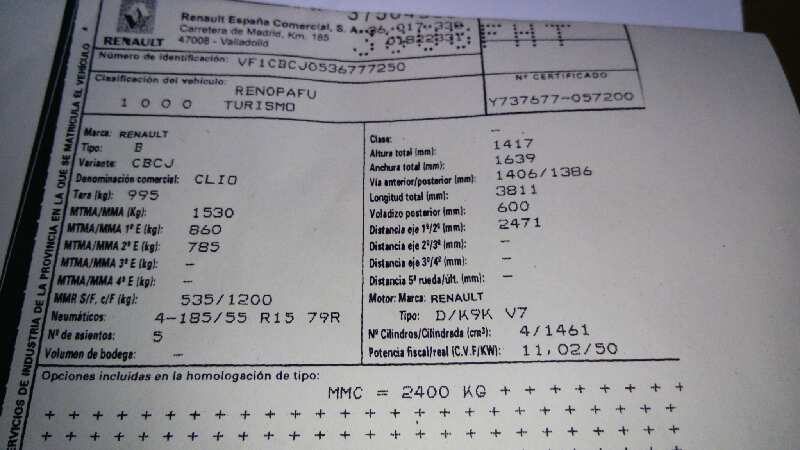 RENAULT
Renault España Comercial, S. A.
Carretera de Madrid, Km. 185
47008 - Valladolid
Número de identificación: VF1CBCJ0536777250
Clasificación del vehículo: RENOPAFU
1000 TURISMO
Nº CERTIFICADO
Y737677-057200
SERVICIOS DE INDUSTRIA DE LA PROVINCIA EN LA QUE SE MATRICULA EL VEHÍCULO
Marca: RENAULT
Tipo: B
Variante: CBCJ
Denominación comercial: CLIO
Tara (kg): 995
MTMA/MMA (Kg): 1530
MTMA/MMA 1º E (kg): 860
MTMA/MMA 2º E (kg): 785
MTMA/MMA 3º E (kg): -
MTMA/MMA 4º E (kg): -
MMR S/F, c/F (kg): 535/1200
Neumáticos: 4-185/55 R15 79R
Nº de asientos: 5
Volumen de bodega: -
Clase: -
Altura total (mm): 1417
Anchura total (mm): 1639
Vía anterior/posterior (mm): 1406/1386
Longitud total (mm): 3811
Voladizo posterior (mm): 600
Distancia eje 1º/2º (mm): 2471
Distancia eje 2º/3º (mm): -
Distancia eje 3º/4º (mm): -
Distancia 5ª rueda/últ. (mm): -
Motor: Marca: RENAULT
Tipo: D/K9K V7
Nº Cilindros/Cilindrada (cm³): 4/1461
Potencia fiscal/real (C.V.F/KW): 11,02/50
Opciones incluidas en la homologación de tipo:
MMC = 2400 KG + + + + + + + +
+ + + + + + + + + + + + + + + + + + + +
+ + + + + + + + + + + + + + + + + + + +